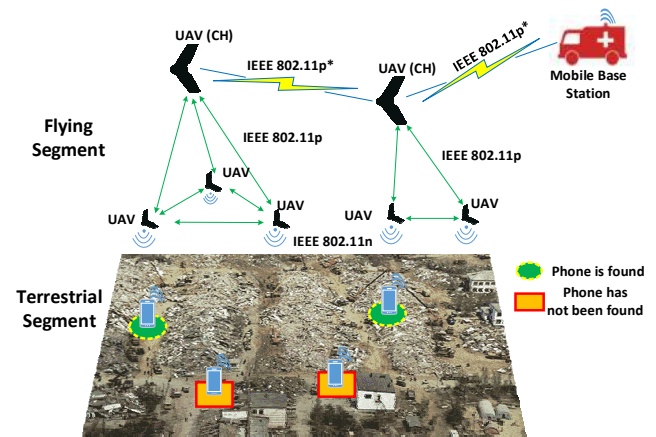 UAV (CH)
IEEE 802.11p*
IEEE 802.11p*
UAV (CH)
Mobile Base
Station
Flying
Segment
IEEE 802.11p
IEEE 802.11p
UAV
UAV
UAV
UAV
UAV
IEEE 802.11n
Terrestrial
Segment
Phone is found
Phone has
not been found